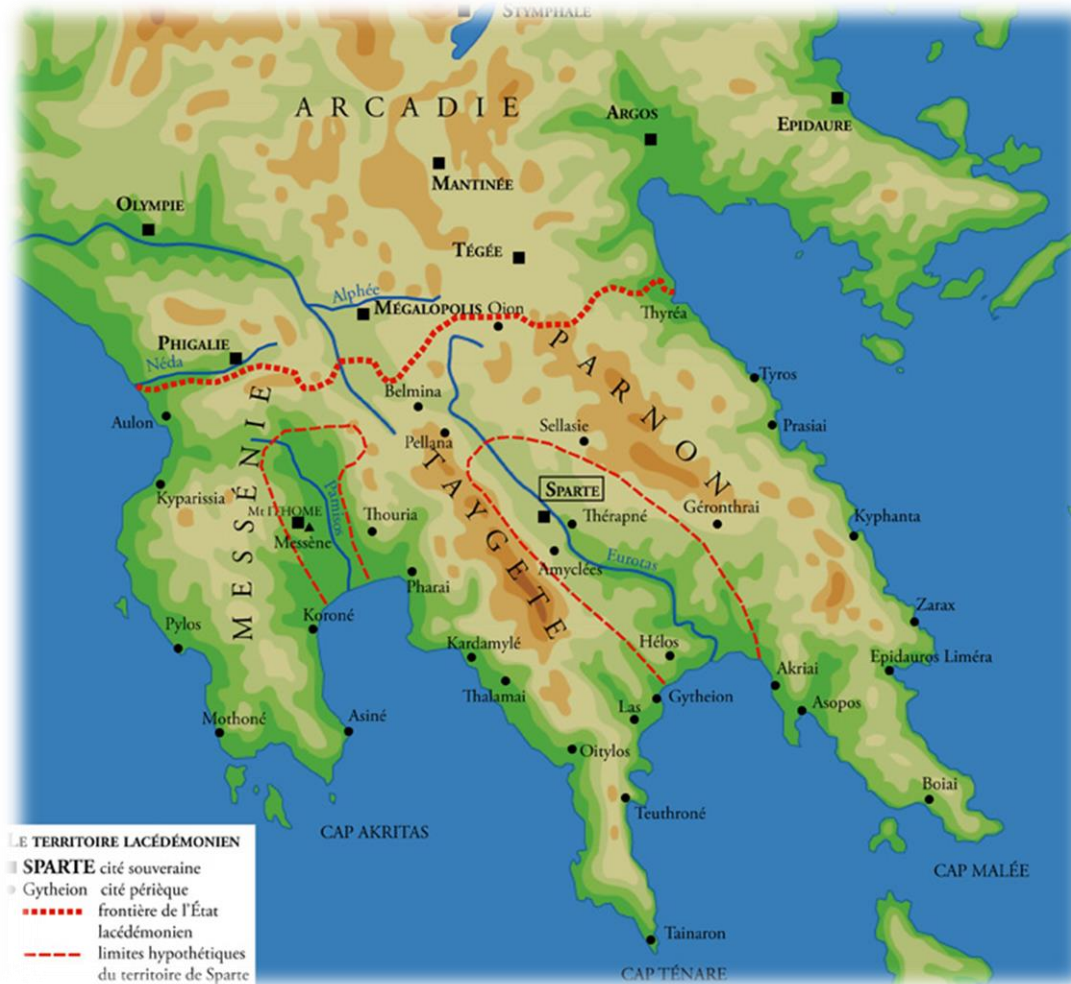 STYMPHALE
ARCADIE
ARGOS
EPIDAURE
MANTINÉE
OLYMPIE
TÉGÉE
Alphée
MÉGALOPOLIS
Oion
Thyréa
PHIGALIE
Néda
PARNON
Tyros
Belmina
Aulon
Prasiai
Sellasie
Pellana
MESSÉNIE
TAYGETE
SPARTE
Kyparissia
Parnisos
Mt ITHOME
Thouria
Thérapné
Géronthrai
Kyphanta
Messène
Eurotas
Amyclées
Pharai
Koroné
Zarax
Pylos
Kardamylé
Hélos
Epidauros Liméra
Akriai
Thalamai
Gytheion
Asopos
Las
Mothoné
Asiné
Oitylos
Boiai
Teuthroné
CAP AKRITAS
CAP MALÉE
Tainaron
CAP TÉNARE
LE TERRITOIRE LACÉDÉMONIEN
SPARTE cité souveraine
Gytheion cité périèque
frontière de l'État
lacédémonien
limites hypothétiques
du territoire de Sparte